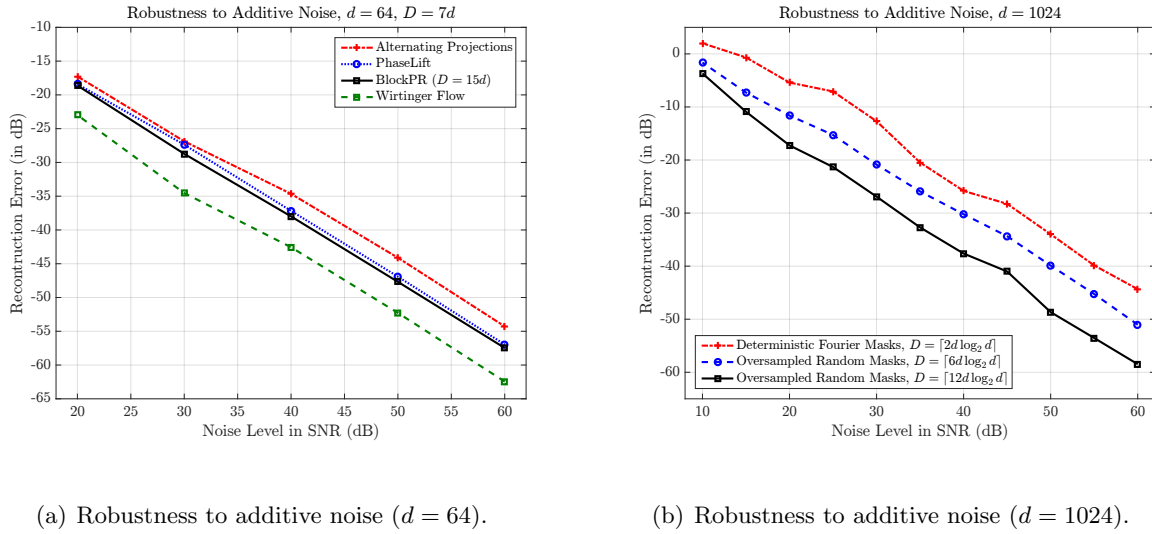 Robustness to Additive Noise, d = 64, D = 7d
-10
-15
-20
-25
-30
-35
-40
-45
-50
-55
-60
-65
Recontruction Error (in dB)
Alternating Projections
PhaseLift
BlockPR (D = 15d)
Wirtinger Flow
20 25 30 35 40 45 50 55 60
Noise Level in SNR (dB)
(a) Robustness to additive noise (d = 64).
Robustness to Additive Noise, d = 1024
0
-10
-20
-30
-40
-50
-60
Recontruction Error (in dB)
Deterministic Fourier Masks, D = ⌈2d log₂ d⌉
Oversampled Random Masks, D = ⌈6d log₂ d⌉
Oversampled Random Masks, D = ⌈12d log₂ d⌉
10 20 30 40 50 60
Noise Level in SNR (dB)
(b) Robustness to additive noise (d = 1024).